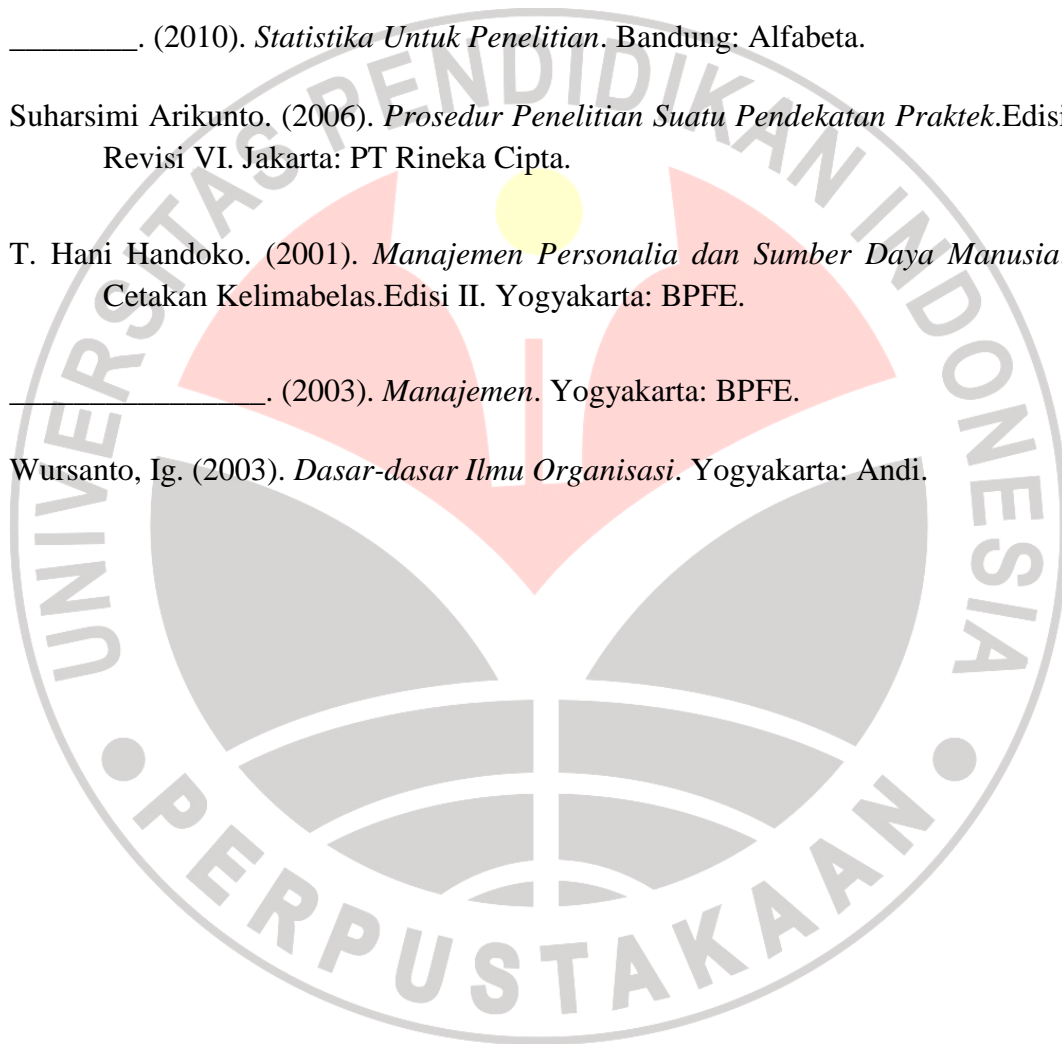 ________. (2010). Statistika Untuk Penelitian. Bandung: Alfabeta.
Suharsimi Arikunto. (2006). Prosedur Penelitian Suatu Pendekatan Praktek.Edisi
Revisi VI. Jakarta: PT Rineka Cipta.
T. Hani Handoko. (2001). Manajemen Personalia dan Sumber Daya Manusia.
Cetakan Kelimabelas.Edisi II. Yogyakarta: BPFE.
________________. (2003). Manajemen. Yogyakarta: BPFE.
Wursanto, Ig. (2003). Dasar-dasar Ilmu Organisasi. Yogyakarta: Andi.
UNIVERSITAS PENDIDIKAN INDONESIA
PERPUSTAKAAN